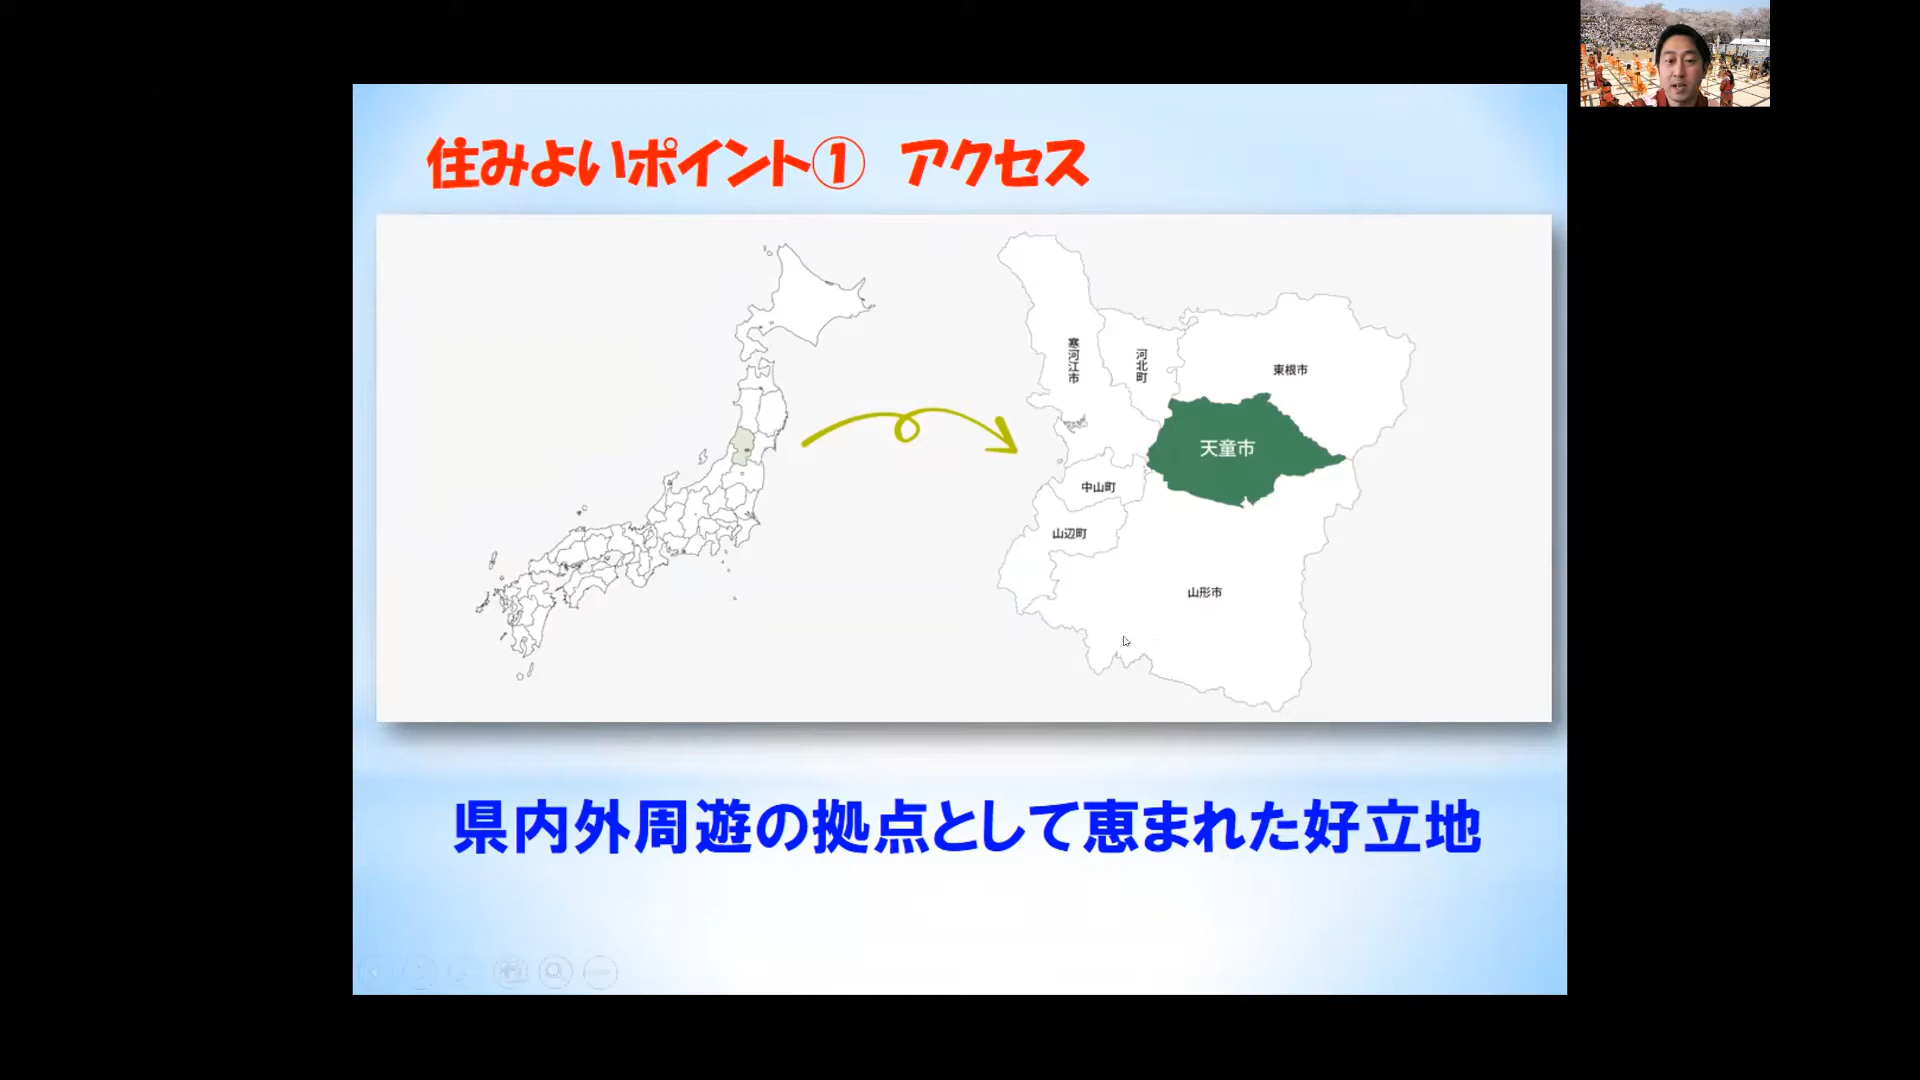 住みよいポイント① アクセス
寒河江市
河北町
東根市
天童市
中山町
山辺町
山形市
県内外周遊の拠点として恵まれた好立地